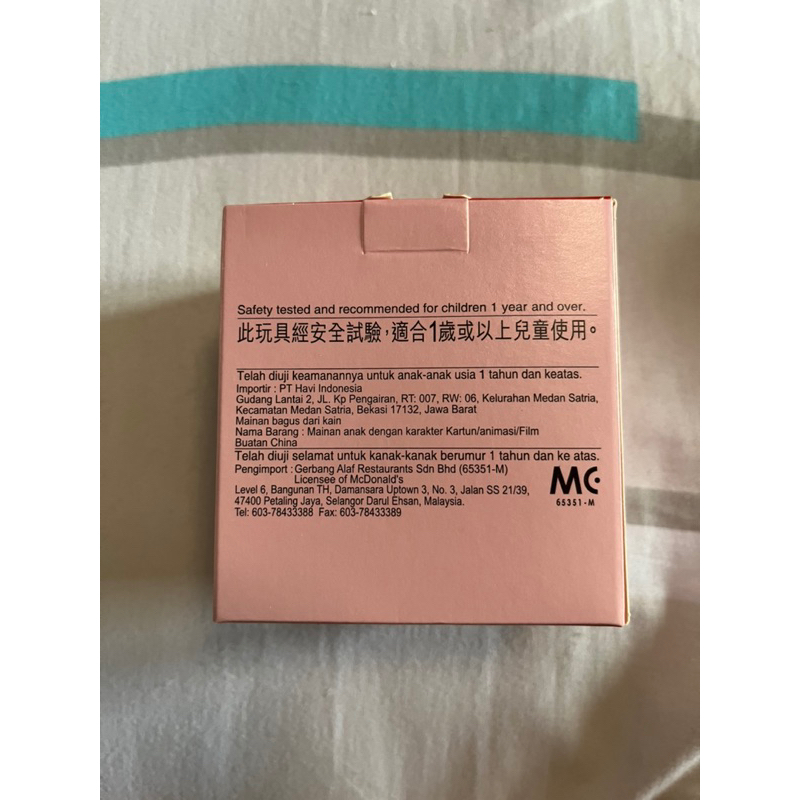 Safety tested and recommended for children 1 year and over.
此玩具經安全試驗，適合1歲或以上兒童使用。
Telah diuji keamanannya untuk anak-anak usia 1 tahun dan keatas.
Importir : PT Havi Indonesia
Gudang Lantai 2, JL. Kp Pengairan, RT: 007, RW: 06, Kelurahan Medan Satria,
Kecamatan Medan Satria, Bekasi 17132, Jawa Barat
Mainan bagus dari kain
Nama Barang : Mainan anak dengan karakter Kartun/animasi/Film
Buatan China
Telah diuji selamat untuk kanak-kanak berumur 1 tahun dan ke atas.
Pengimport : Gerbang Alaf Restaurants Sdn Bhd (65351-M)
Licensee of McDonald's
Level 6, Bangunan TH, Damansara Uptown 3, No. 3, Jalan SS 21/39,
47400 Petaling Jaya, Selangor Darul Ehsan, Malaysia.
Tel: 603-78433388 Fax: 603-78433389
MC
65351-M